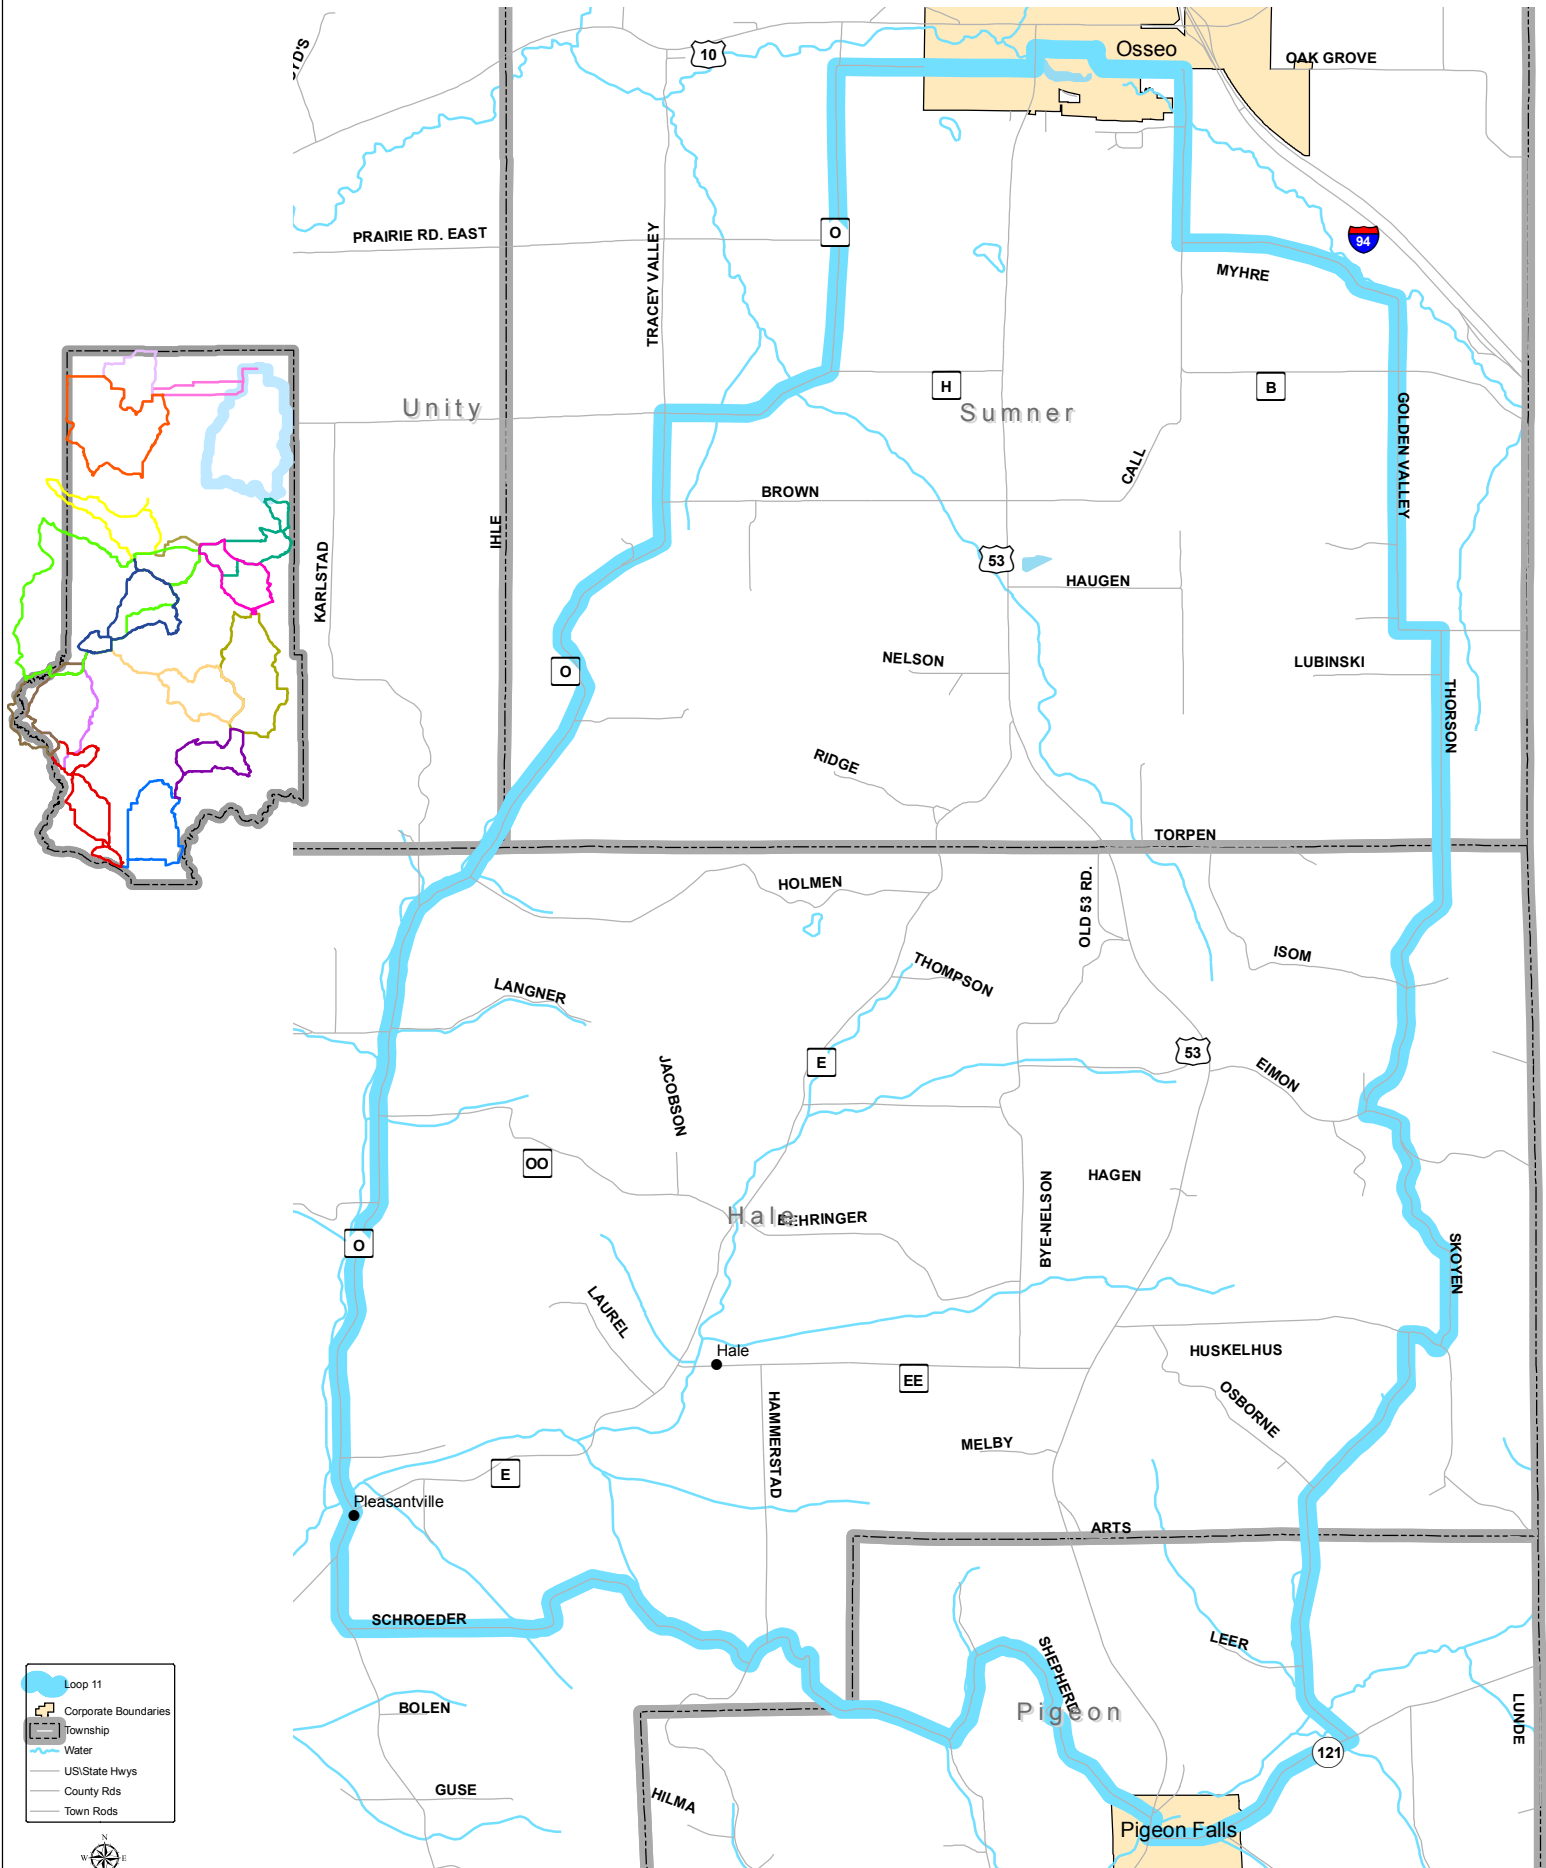 YD'S
10
Osseo
OAK GROVE
PRAIRIE RD. EAST
O
94
MYHRE
TRACEY VALLEY
H
B
Unity
Sumner
GOLDEN VALLEY
CALL
BROWN
IHLE
KARLSTAD
53
HAUGEN
NELSON
LUBINSKI
O
THORSON
RIDGE
TORPEN
HOLMEN
OLD 53 RD.
ISOM
THOMPSON
LANGNER
53
E
EIMON
JACOBSON
OO
HAGEN
BYE-NELSON
Hale
BEHRINGER
O
SKOYEN
LAUREL
Hale
HUSKELHUS
EE
OSBORNE
HAMMERSTAD
MELBY
E
Pleasantville
ARTS
SCHROEDER
LEER
SHEPHERD
Pigeon
BOLEN
LUNDE
121
GUSE
HILMA
Pigeon Falls
Loop 11
Corporate Boundaries
Township
Water
US\State Hwys
County Rds
Town Rods
N
W
E